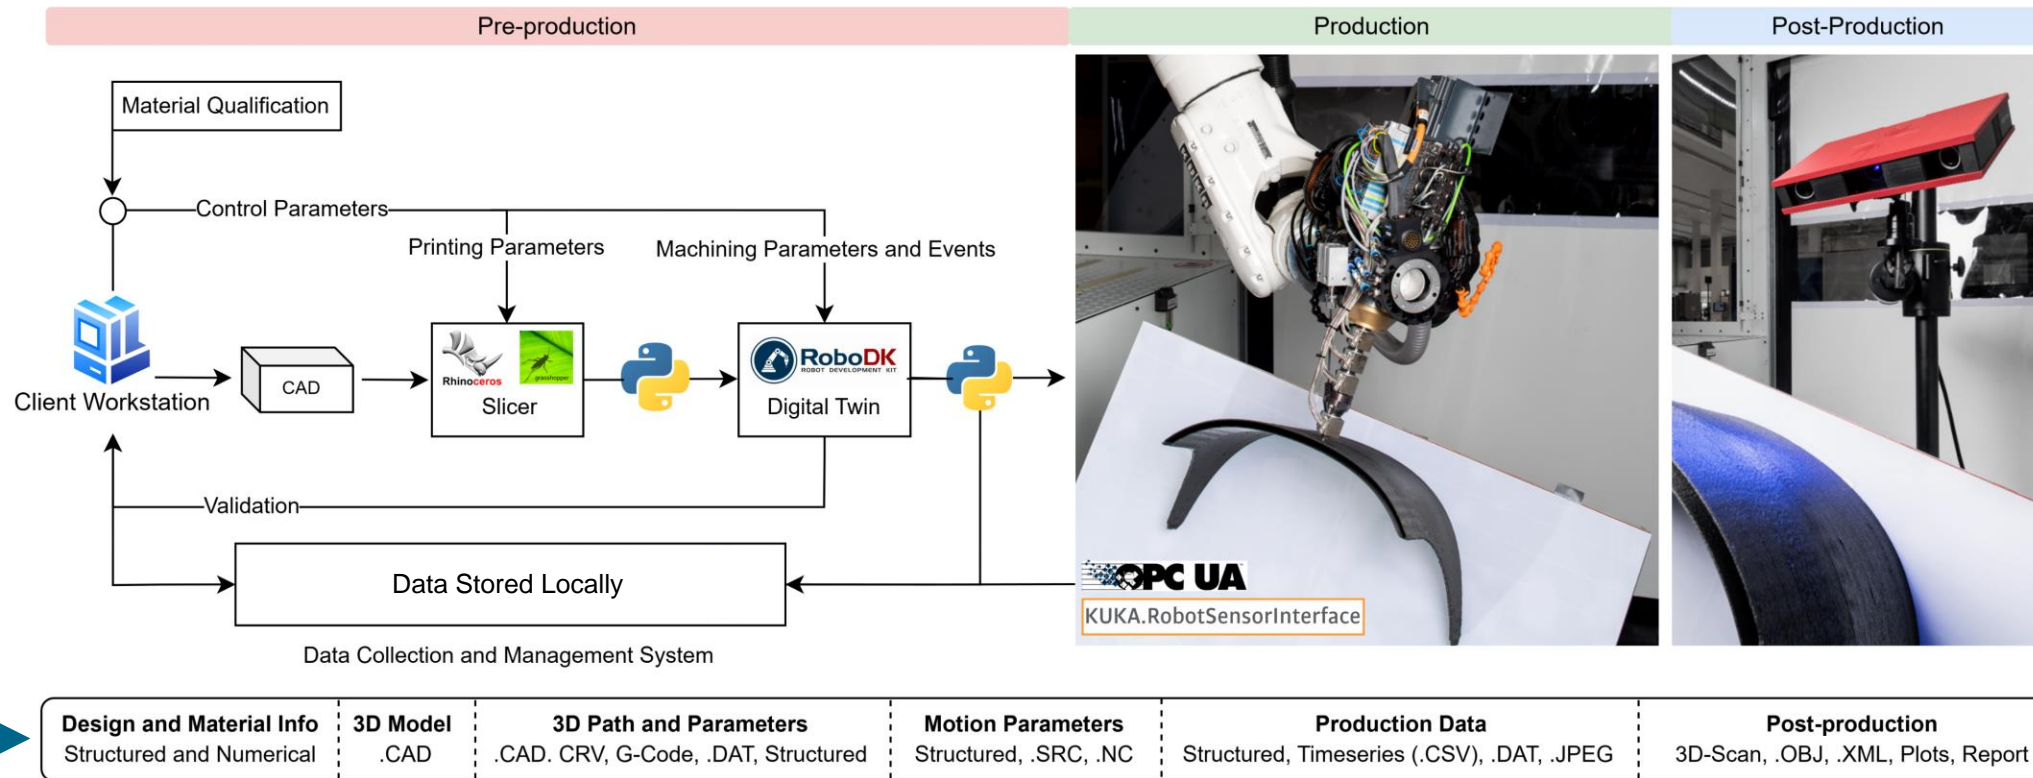 Pre-production
Production
Post-Production
Material Qualification
Control Parameters
Printing Parameters
Machining Parameters and Events
Client Workstation
CAD
Rhinoceros
grasshopper
Slicer
RoboDK
ROBOT DEVELOPMENT KIT
Digital Twin
Validation
Data Stored Locally
Data Collection and Management System
OPC UA
KUKA.RobotSensorInterface
Design and Material Info
Structured and Numerical
3D Model
.CAD
3D Path and Parameters
.CAD. CRV, G-Code, .DAT, Structured
Motion Parameters
Structured, .SRC, .NC
Production Data
Structured, Timeseries (.CSV), .DAT, .JPEG
Post-production
3D-Scan, .OBJ, .XML, Plots, Report